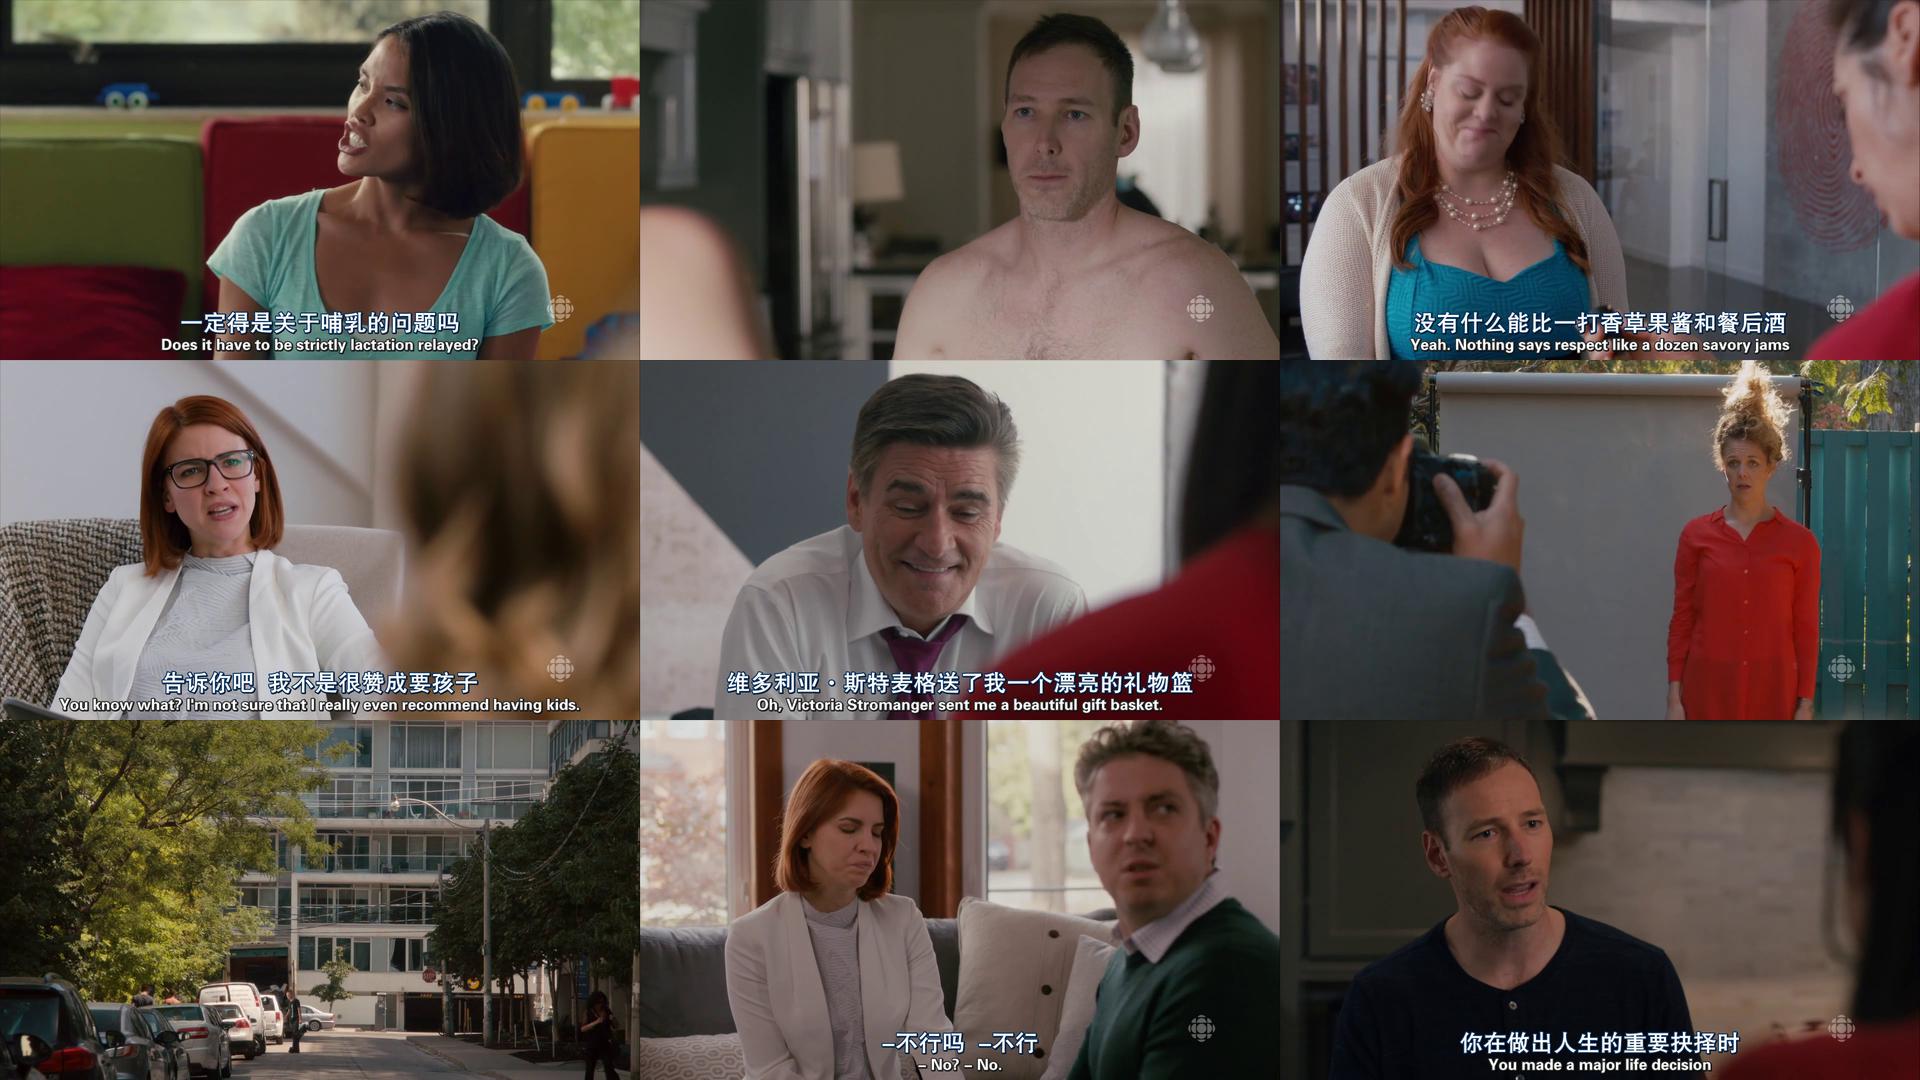 一定得是关于哺乳的问题吗
Does it have to be strictly lactation relayed?
没有什么能比一打香草果酱和餐后酒
Yeah. Nothing says respect like a dozen savory jams
告诉你吧 我不是很赞成要孩子
You know what? I'm not sure that I really even recommend having kids.
维多利亚·斯特麦格送了我一个漂亮的礼物篮
Oh, Victoria Stromanger sent me a beautiful gift basket.
–不行吗 –不行
– No? – No.
你在做出人生的重要抉择时
You made a major life decision